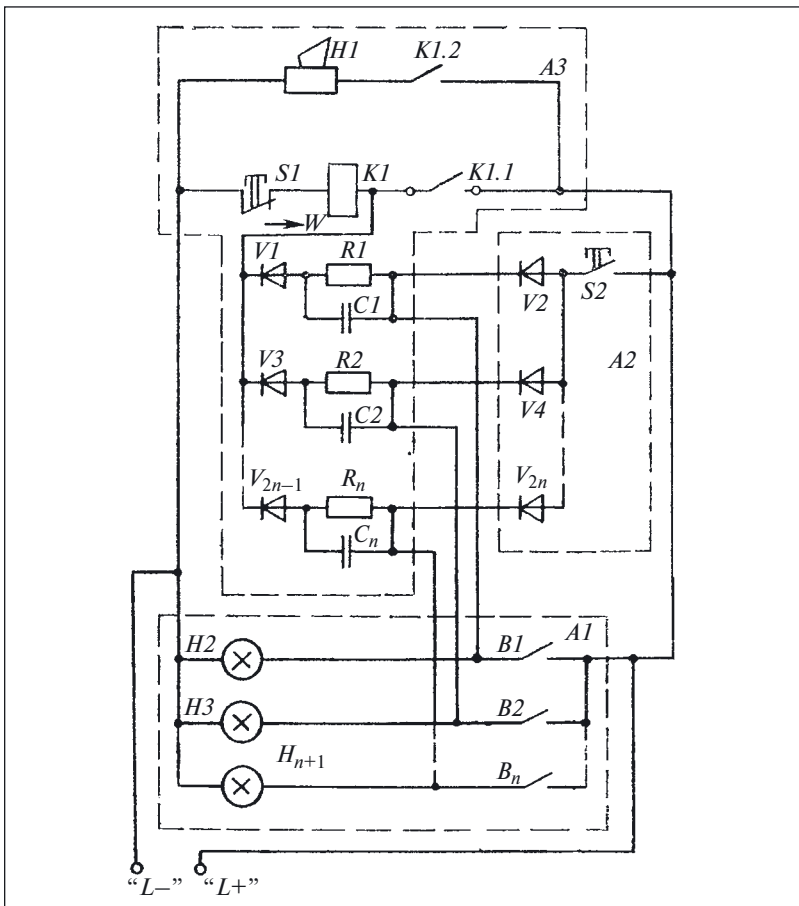 H1 K1.2 A3
S1 K1 K1.1
W
V1 R1 V2 S2
C1
V3 R2 V4 A2
C2
V2n−1 Rn V2n
Cn
H2 B1 A1
H3 B2
Hn+1 Bn
“L−” “L+”